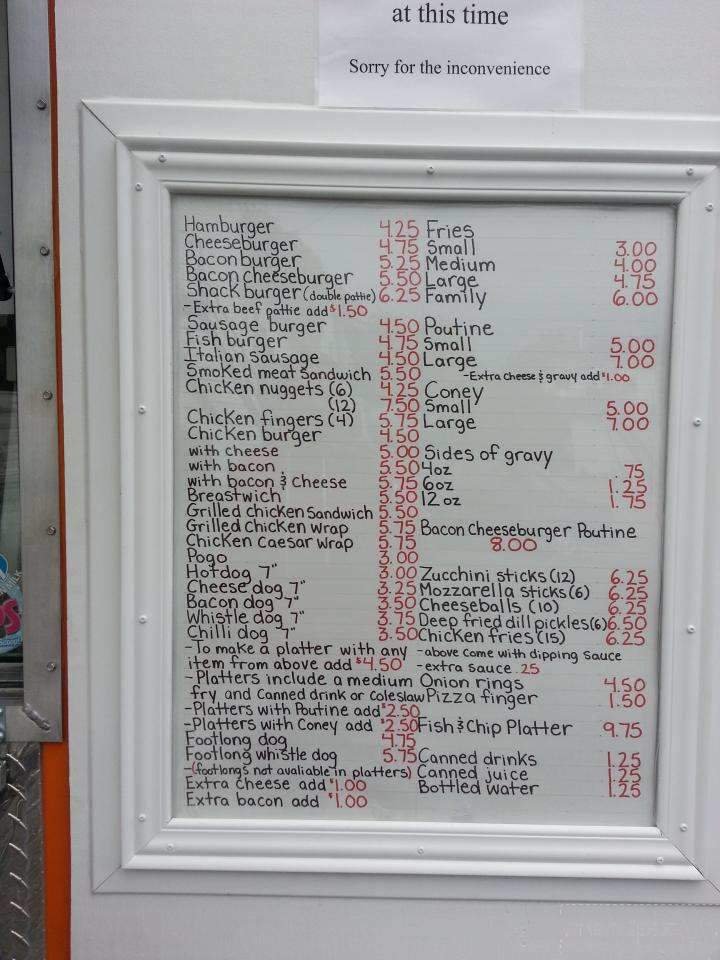 at this time
Sorry for the inconvenience
Hamburger 4.25
Cheeseburger 4.75
Bacon burger 5.25
Bacon cheeseburger 5.50
Shack burger (double pattie) 6.25
-Extra beef pattie add $1.50
Sausage burger 4.50
Fish burger 4.75
Italian Sausage 4.50
Smoked meat Sandwich 5.50
Chicken nuggets (6) 4.25
(12) 7.50
Chicken fingers (4) 5.75
Chicken burger 4.50
with cheese 5.00
with bacon 5.50
with bacon & cheese 5.75
Breastwich 5.50
Grilled chicken Sandwich 5.50
Grilled Chicken wrap 5.75
Chicken Caesar wrap 5.75
Pogo 3.00
Hotdog 7" 3.00
Cheese dog 7" 3.25
Bacon dog 7" 3.50
Whistle dog 7" 3.75
Chilli dog 7" 3.50
-To make a platter with any
item from above add $4.50
-Platters include a medium
fry and Canned drink or Coleslaw
-Platters with Poutine add $2.50
-Platters with Coney add $2.50
Footlong dog 4.75
Footlong whistle dog 5.75
-(footlongs not avaliable in platters)
Extra cheese add $1.00
Extra bacon add $1.00
Fries
Small 3.00
Medium 4.00
Large 4.75
Family 6.00
Poutine
Small 5.00
Large 7.00
-Extra cheese & gravy add $1.00
Coney
Small 5.00
Large 7.00
Sides of gravy
4oz .75
6oz 1.25
12 oz 1.75
Bacon Cheeseburger Poutine
8.00
Zucchini sticks (12) 6.25
Mozzarella sticks (6) 6.25
Cheeseballs (10) 6.25
Deep fried dill pickles (6) 6.50
Chicken fries (15) 6.25
-above come with dipping sauce
-extra sauce .25
Onion rings 4.50
Pizza finger 1.50
Fish & Chip Platter 9.75
Canned drinks 1.25
Canned juice 1.25
Bottled water 1.25